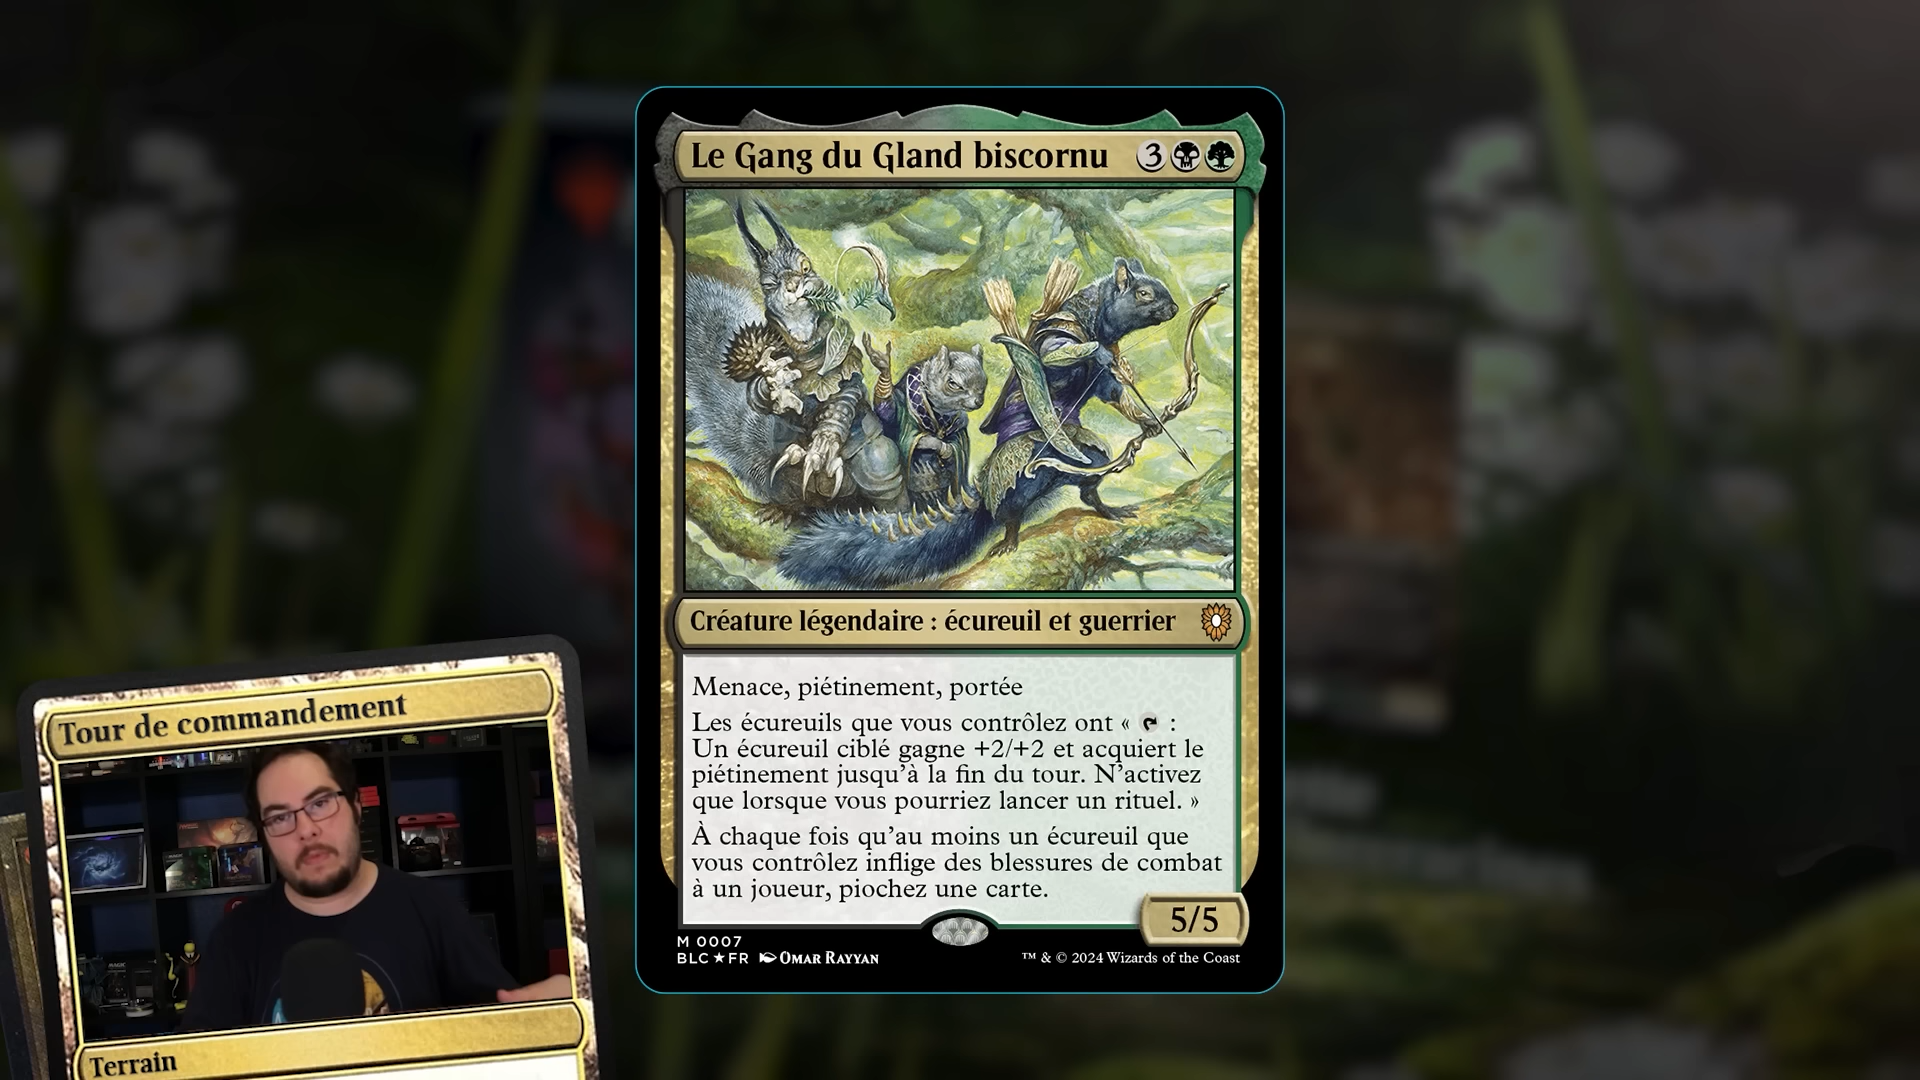 Le Gang du Gland biscornu 3
Créature légendaire : écureuil et guerrier
Menace, piétinement, portée
Les écureuils que vous contrôlez ont « :
Un écureuil ciblé gagne +2/+2 et acquiert le
piétinement jusqu'à la fin du tour. N'activez
que lorsque vous pourriez lancer un rituel. »
À chaque fois qu'au moins un écureuil que
vous contrôlez inflige des blessures de combat
à un joueur, piochez une carte.
5/5
M 0007
BLC★FR Omar Rayyan
™ & © 2024 Wizards of the Coast
Tour de commandement
Terrain